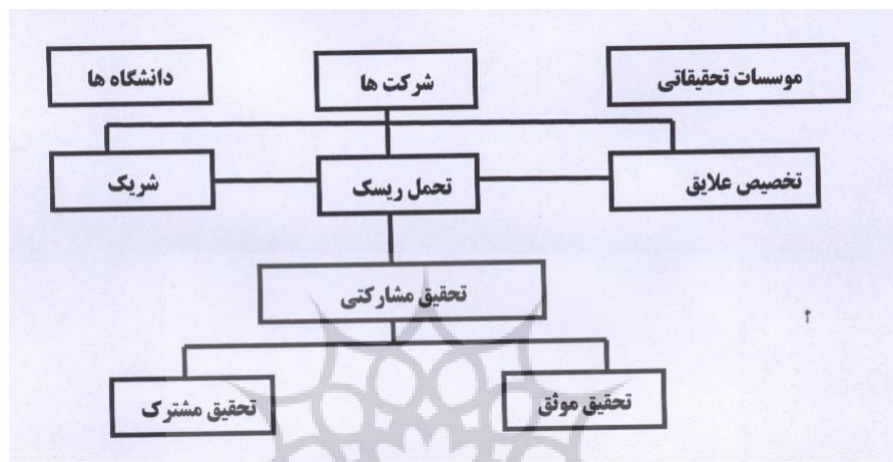 موسسات تحقیقاتی
شرکت ها
دانشگاه ها
تخصیص علایق
تحمل ریسک
شریک
تحقیق مشارکتی
تحقیق موثق
تحقیق مشترک